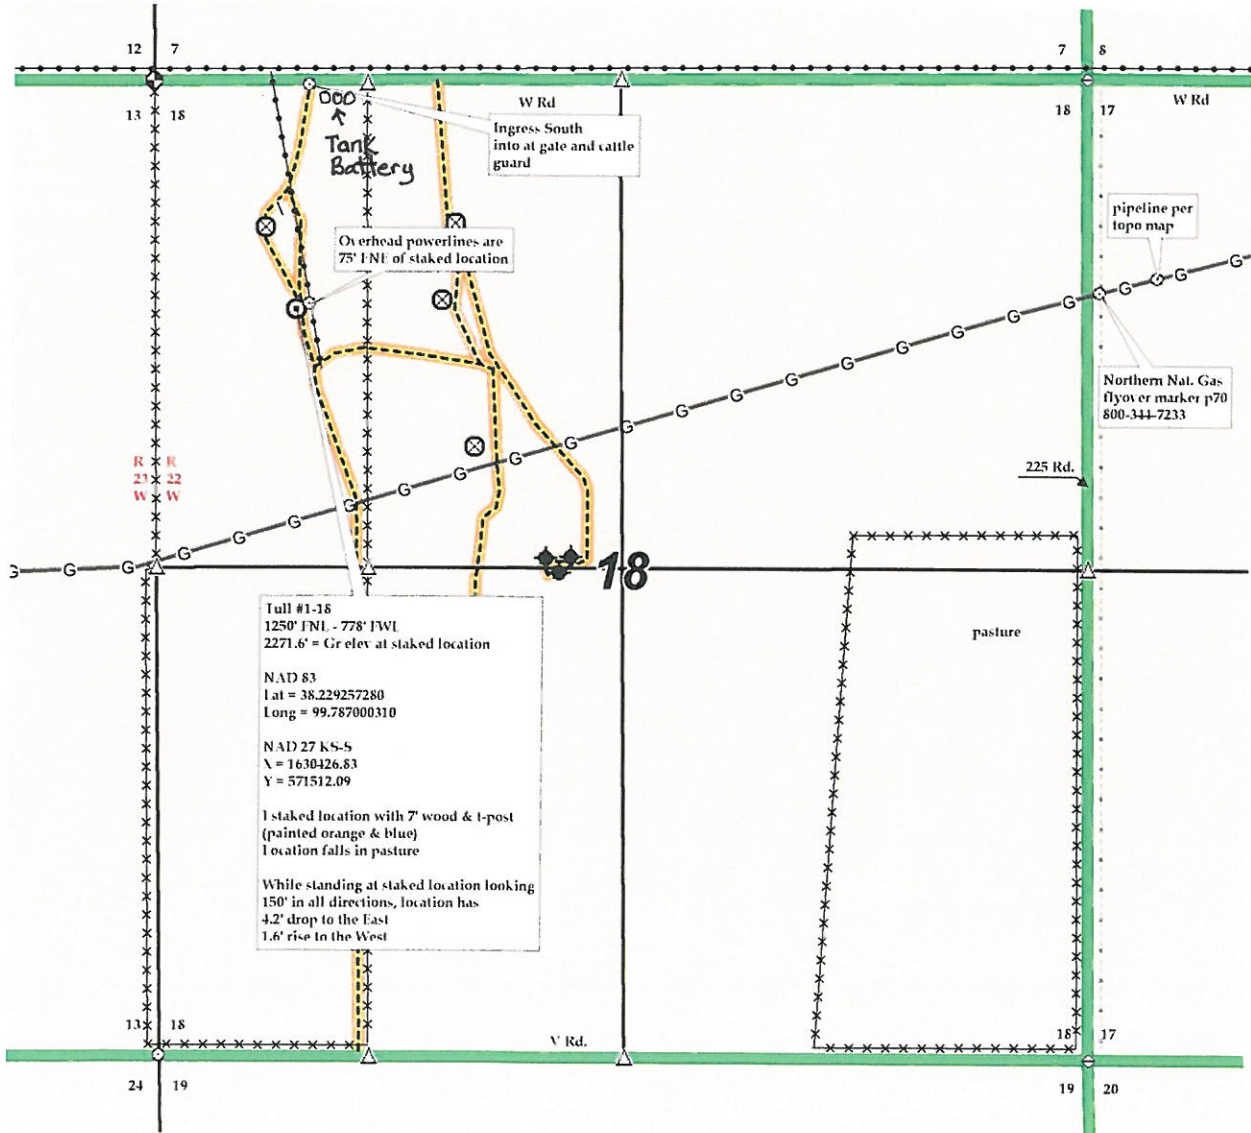 12 7
7 8
13 18
W Rd
18 17
W Rd
Ingress South
into at gate and cattle
guard
Tank
Battery
pipeline per
topo map
Overhead powerlines are
75' ENE of staked location
G G G G G G G G G G G G G G G G G G G G G G
Northern Nat. Gas
flyover marker p70
800-344-7233
R R
23 22
W W
225 Rd.
18
pasture
Tull #1-18
1250' FNL - 778' FWL
2271.6' = Gr elev at staked location
NAD 83
Lat = 38.229257280
Long = 99.787000310
NAD 27 KS-S
X = 1630426.83
Y = 571512.09
I staked location with 7' wood & t-post
(painted orange & blue)
Location falls in pasture
While standing at staked location looking
150' in all directions, location has
4.2' drop to the East
1.6' rise to the West
13 18
V Rd.
18 17
24 19
19 20